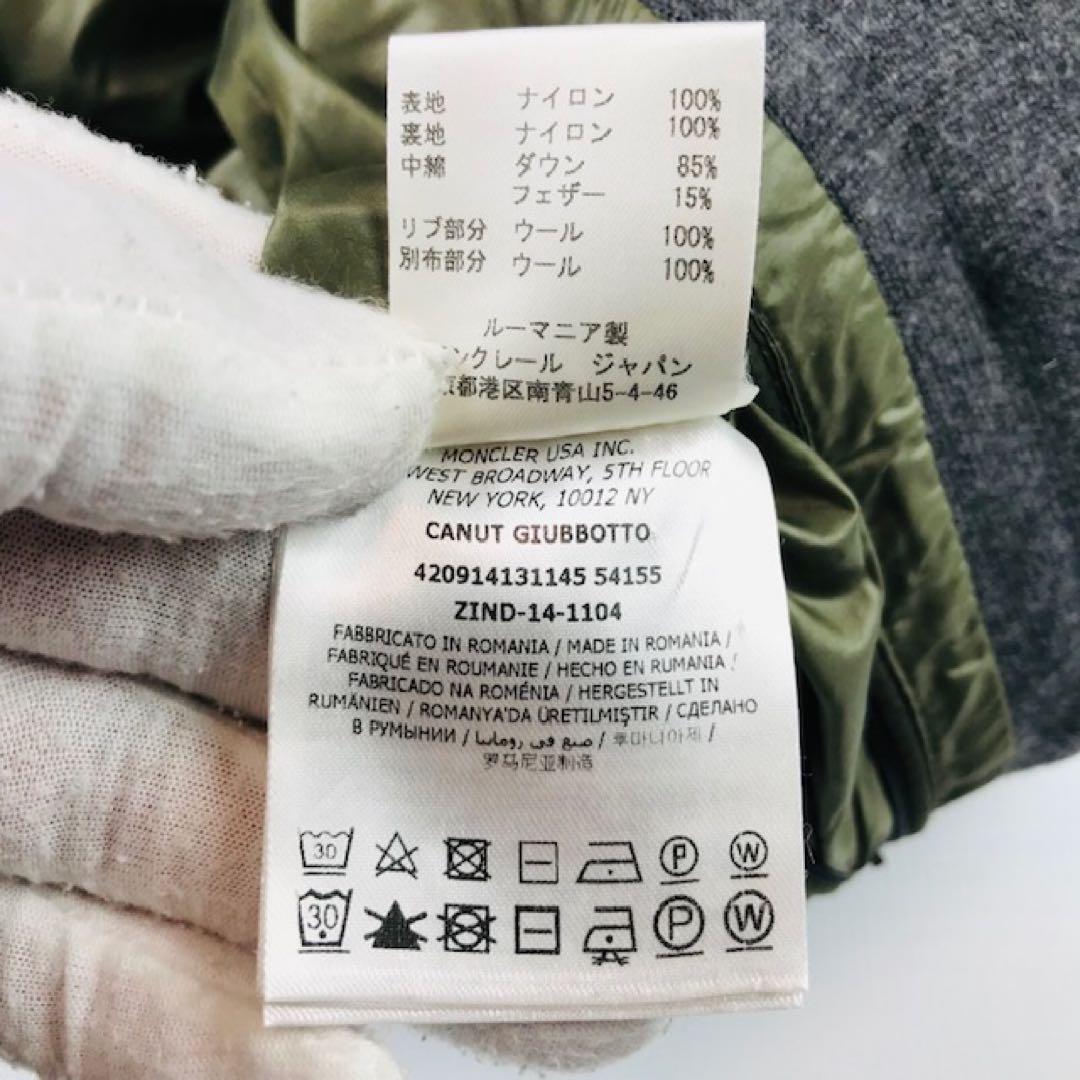 表地 ナイロン 100%
裏地 ナイロン 100%
中綿 ダウン 85%
フェザー 15%
リブ部分 ウール 100%
別布部分 ウール 100%
ルーマニア製
ンクレール ジャパン
都港区南青山5-4-46
MONCLER USA INC.
WEST BROADWAY, 5TH FLOOR
NEW YORK, 10012 NY
CANUT GIUBBOTTO
420914131145 54155
ZIND-14-1104
FABBRICATO IN ROMANIA / MADE IN ROMANIA /
FABRIQUÉ EN ROUMANIE / HECHO EN RUMANIA /
FABRICADO NA ROMÉNIA / HERGESTELLT IN
RUMÄNIEN / ROMANYA'DA ÜRETILMIŞTIR / СДЕЛАНО
В РУМЫНИИ / صنع في رومانيا / 루마니아제 /
罗马尼亚制造
30 P W
30 P W